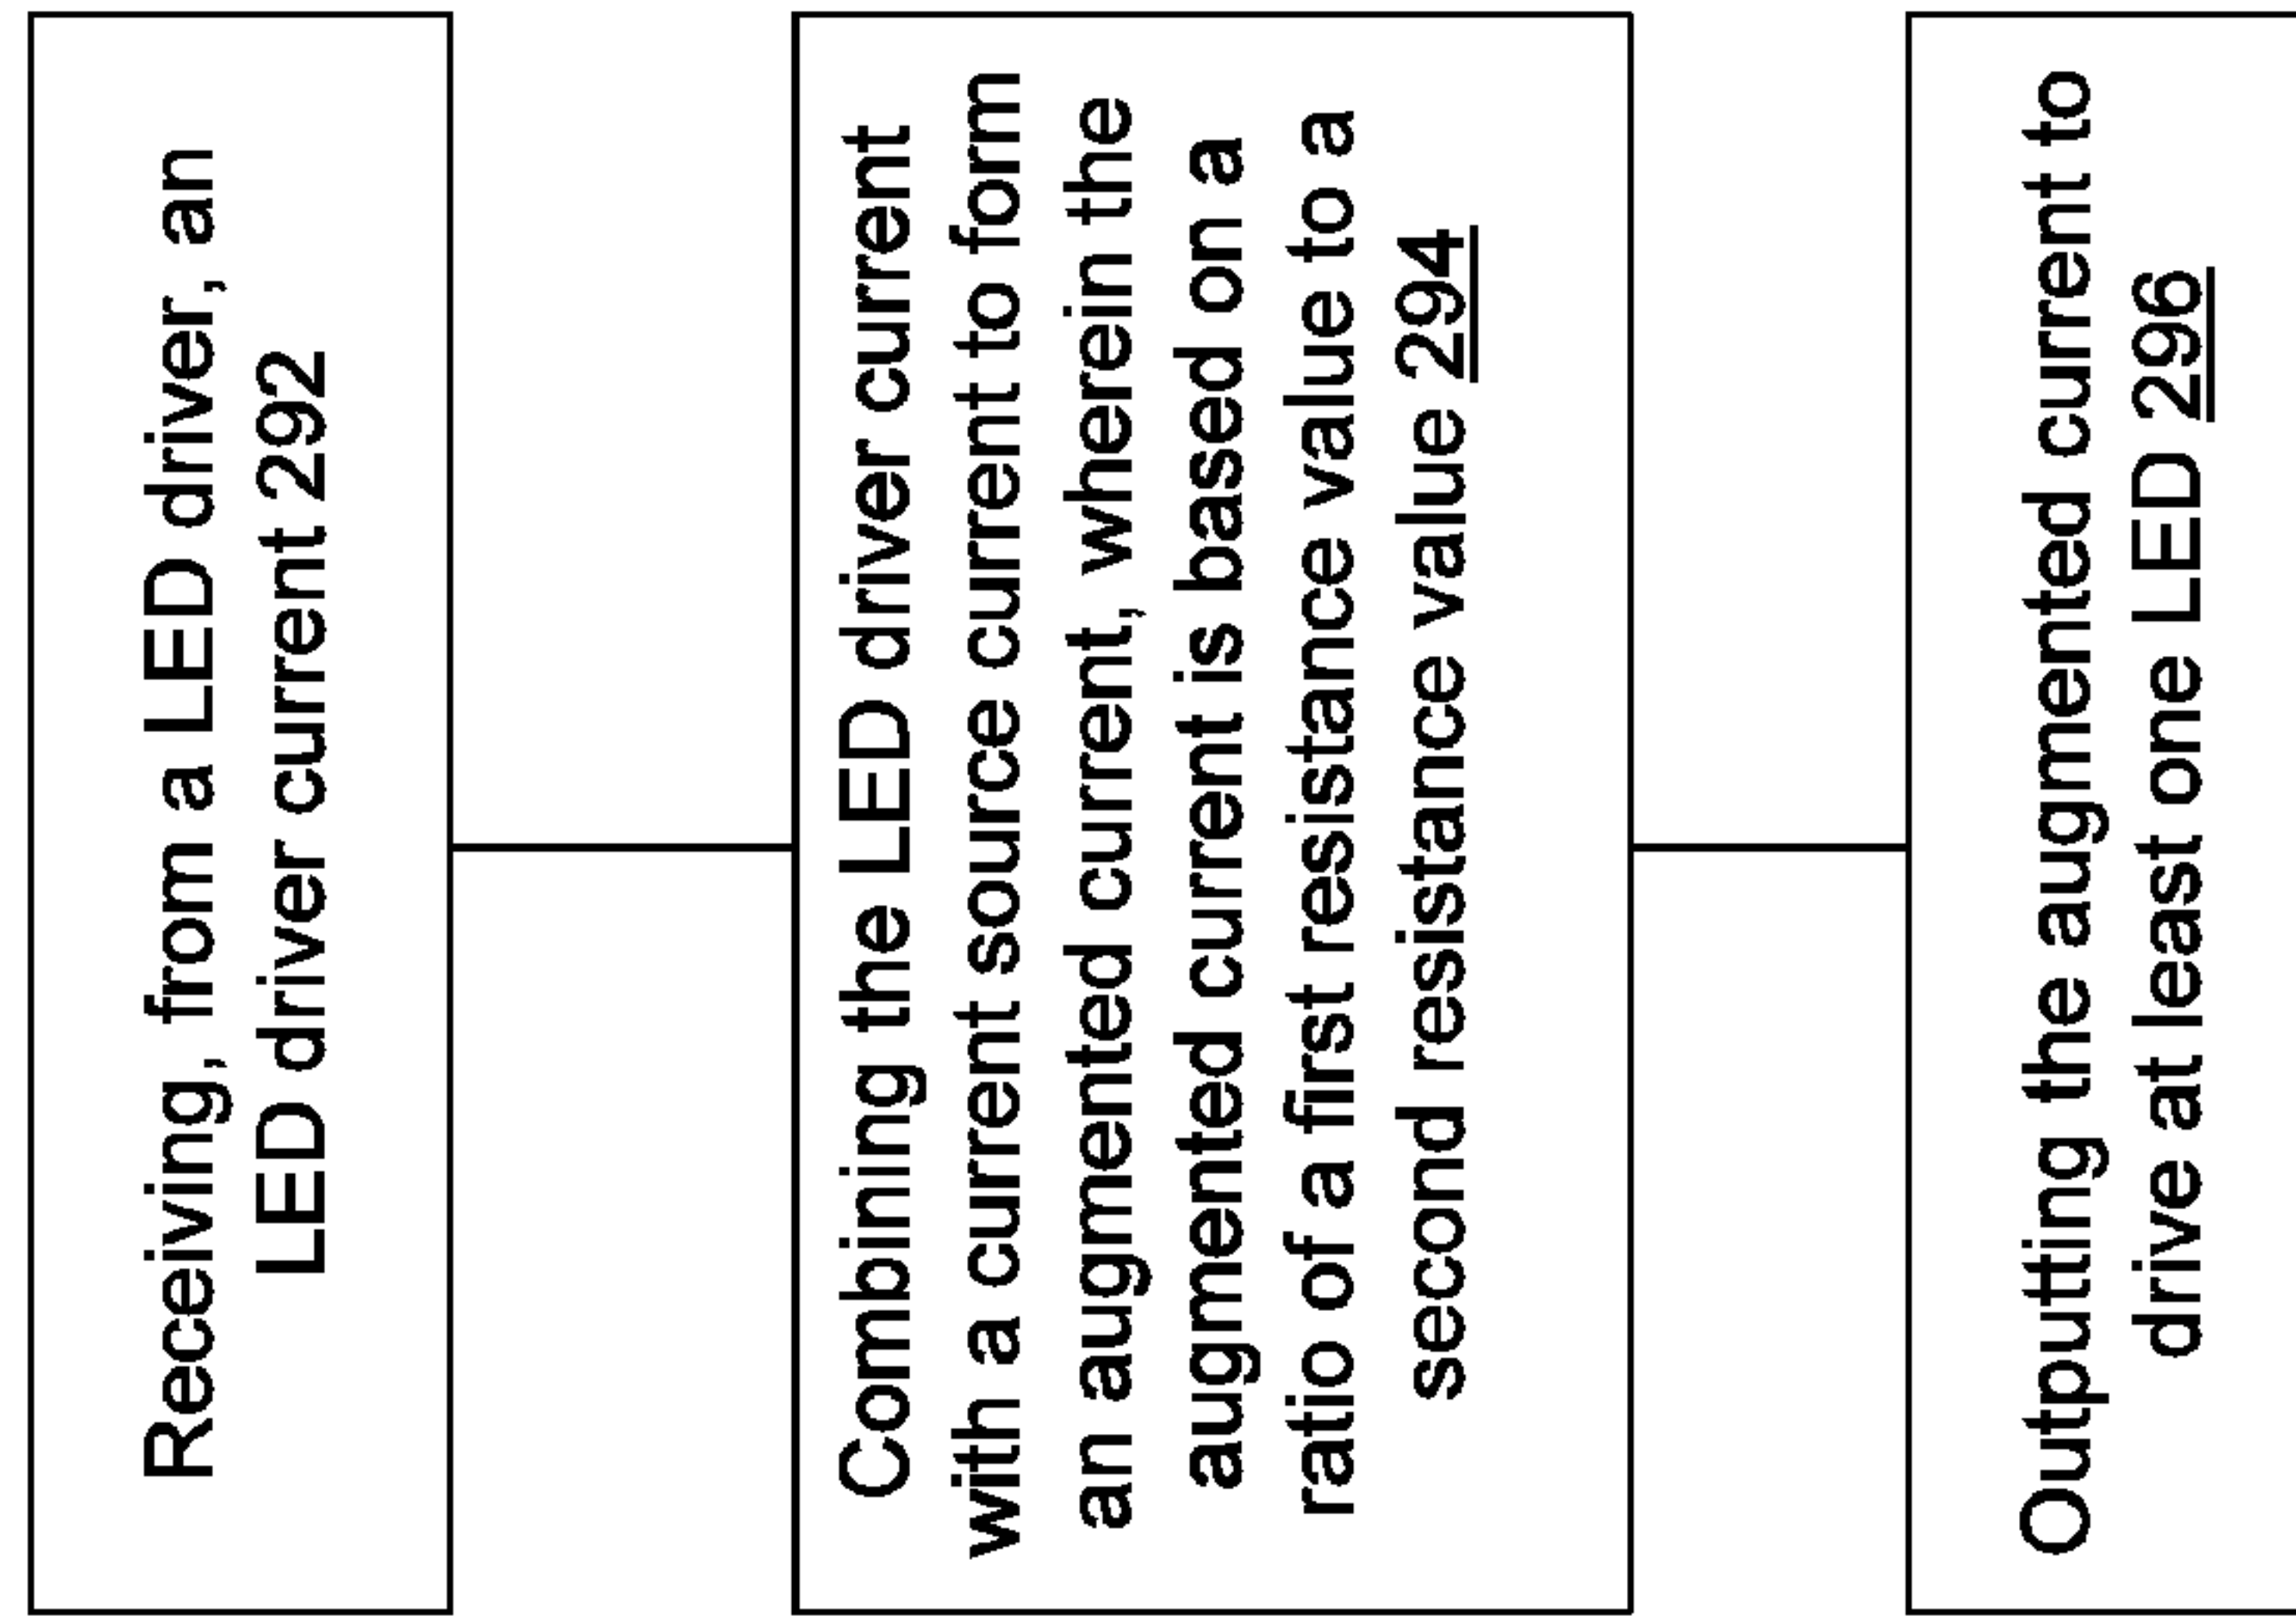 Receiving, from a LED driver, an
LED driver current 292
Combining the LED driver current
with a current source current to form
an augmented current, wherein the
augmented current is based on a
ratio of a first resistance value to a
second resistance value 294
Outputting the augmented current to
drive at least one LED 296